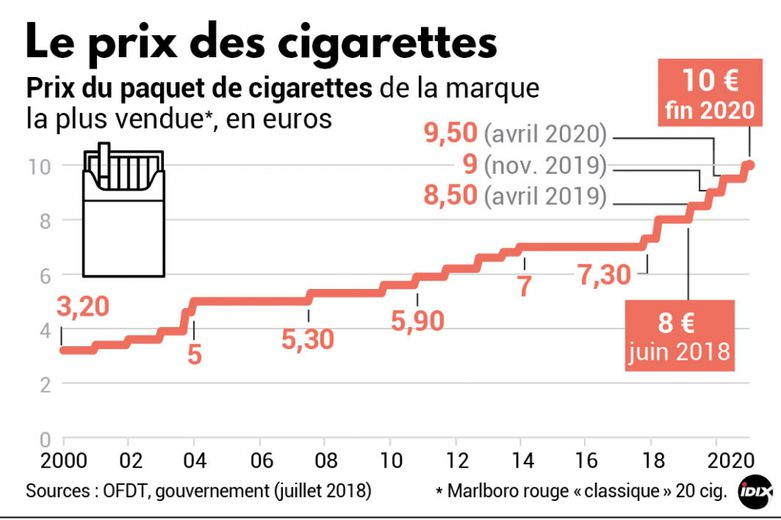 Le prix des cigarettes
Prix du paquet de cigarettes de la marque
la plus vendue*, en euros
10 €
fin 2020
9,50 (avril 2020)
9 (nov. 2019)
8,50 (avril 2019)
10
8
6
4
2
0
3,20
5
5,30
5,90
7
7,30
8 €
juin 2018
2000 02 04 06 08 10 12 14 16 18 2020
Sources : OFDT, gouvernement (juillet 2018)
* Marlboro rouge « classique » 20 cig.
iDIX